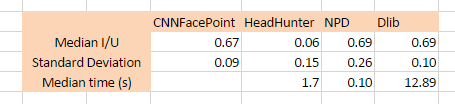 CNNFacePoint HeadHunter NPD Dlib
Median I/U 0.67 0.06 0.69 0.69
Standard Deviation 0.09 0.15 0.26 0.10
Median time (s) 1.7 0.10 12.89